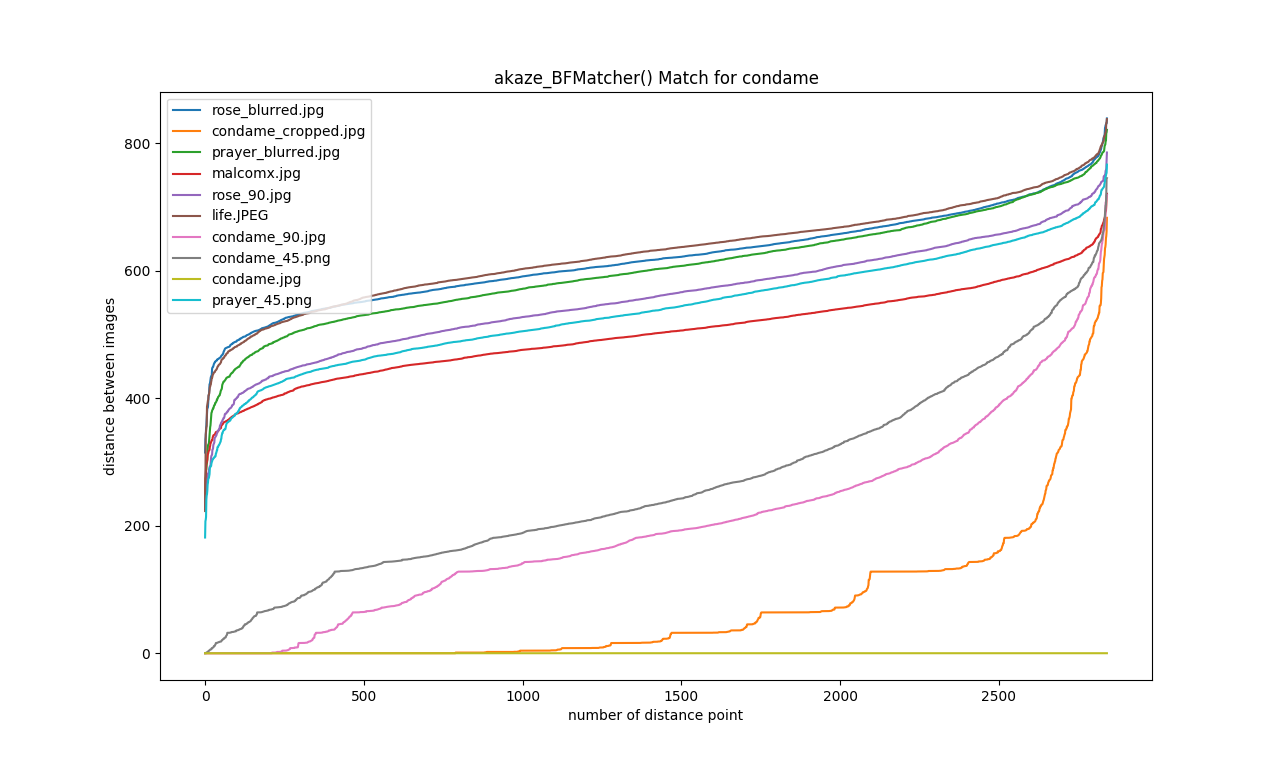 akaze_BFMatcher() Match for condame
rose_blurred.jpg
condame_cropped.jpg
prayer_blurred.jpg
malcomx.jpg
rose_90.jpg
life.JPEG
condame_90.jpg
condame_45.png
condame.jpg
prayer_45.png
distance between images
800
600
400
200
0
0 500 1000 1500 2000 2500
number of distance point